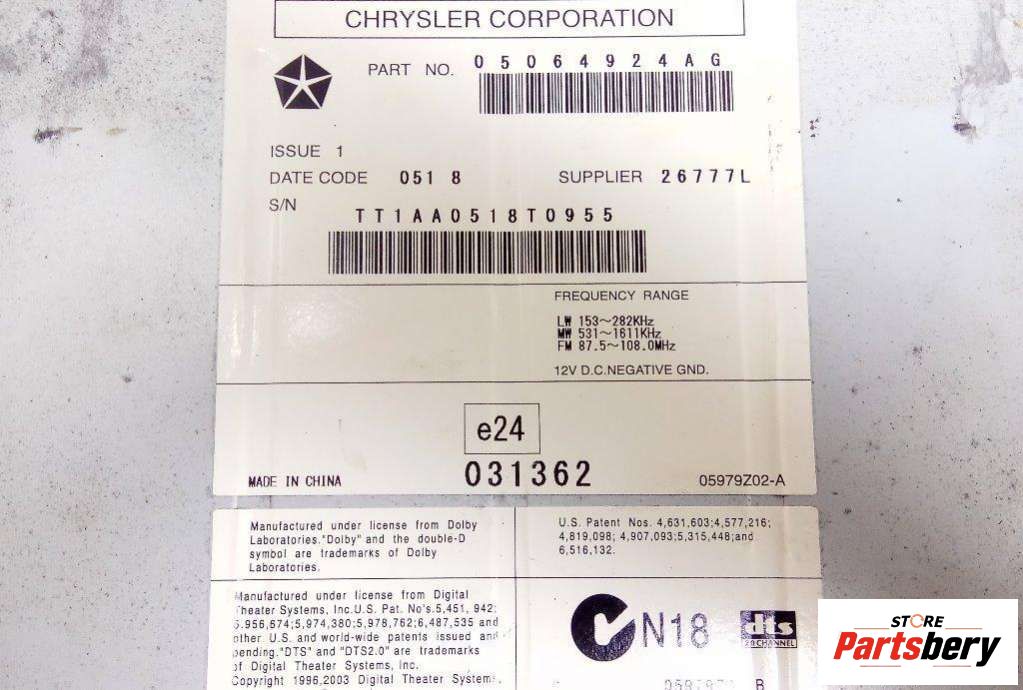 CHRYSLER CORPORATION
PART NO. 05064924AG
ISSUE 1
DATE CODE 0518 SUPPLIER 26777L
S/N
TT1AA0518T0955
FREQUENCY RANGE
LW 153~282KHz
MW 531~1611KHz
FM 87.5~108.0MHz
12V D.C.NEGATIVE GND.
e24
031362
MADE IN CHINA
05979Z02-A
Manufactured under license from Dolby
Laboratories."Dolby" and the double-D
symbol are trademarks of Dolby
Laboratories.
U.S. Patent Nos. 4,631,603;4,577,216;
4,819,098; 4,907,093;5,315,448;and
6,516,132.
Manufactured under license from Digital
Theater Systems, Inc.U.S. Pat. No's.5,451, 942;
5,956,674;5,974,380;5,978,762;6,487,535 and
other U.S. and world-wide patents issued and
pending."DTS" and "DTS2.0" are trademarks
of Digital Theater Systems, Inc.
Copyright 1996,2003 Digital Theater Systems,
N18
dts
2.0 CHANNEL
B
STORE
Partsbery